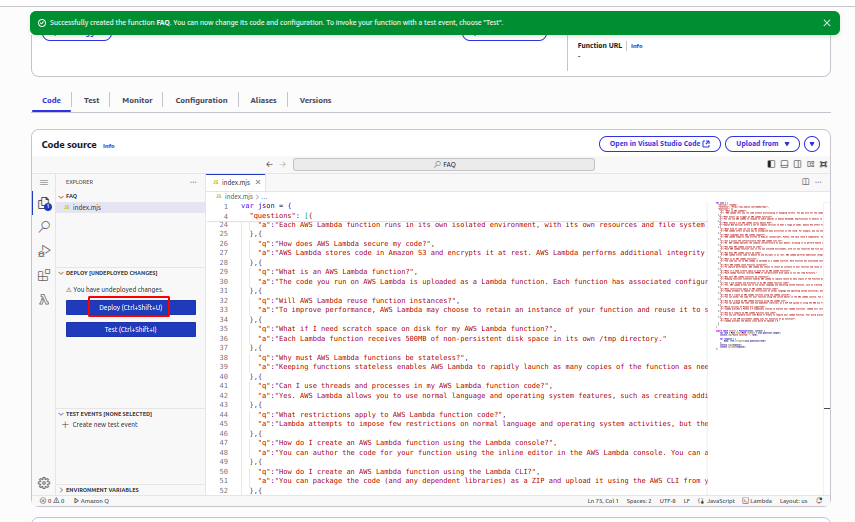 Successfully created the function FAQ. You can now change its code and configuration. To invoke your function with a test event, choose "Test".
Function URL Info
-
Code Test Monitor Configuration Aliases Versions
Code source Info
Open in Visual Studio Code Upload from
FAQ
EXPLORER
FAQ
index.mjs
DEPLOY [UNDEPLOYED CHANGES]
You have undeployed changes.
Deploy (Ctrl+Shift+U)
Test (Ctrl+Shift+I)
TEST EVENTS [NONE SELECTED]
Create new test event
ENVIRONMENT VARIABLES
index.mjs
index.mjs > ...
1 var json = {
4 "questions": [{
24 "a":"Each AWS Lambda function runs in its own isolated environment, with its own resources and file system
25 },{
26 "q":"How does AWS Lambda secure my code?",
27 "a":"AWS Lambda stores code in Amazon S3 and encrypts it at rest. AWS Lambda performs additional integrity
28 },{
29 "q":"What is an AWS Lambda function?",
30 "a":"The code you run on AWS Lambda is uploaded as a Lambda function. Each function has associated configur
31 },{
32 "q":"Will AWS Lambda reuse function instances?",
33 "a":"To improve performance, AWS Lambda may choose to retain an instance of your function and reuse it to s
34 },{
35 "q":"What if I need scratch space on disk for my AWS Lambda function?",
36 "a":"Each Lambda function receives 500MB of non-persistent disk space in its own /tmp directory."
37 },{
38 "q":"Why must AWS Lambda functions be stateless?",
39 "a":"Keeping functions stateless enables AWS Lambda to rapidly launch as many copies of the function as nee
40 },{
41 "q":"Can I use threads and processes in my AWS Lambda function code?",
42 "a":"Yes. AWS Lambda allows you to use normal language and operating system features, such as creating addi
43 },{
44 "q":"What restrictions apply to AWS Lambda function code?",
45 "a":"Lambda attempts to impose few restrictions on normal language and operating system activities, but the
46 },{
47 "q":"How do I create an AWS Lambda function using the Lambda console?",
48 "a":"You can author the code for your function using the inline editor in the AWS Lambda console. You can a
49 },{
50 "q":"How do I create an AWS Lambda function using the Lambda CLI?",
51 "a":"You can package the code (and any dependent libraries) as a ZIP and upload it using the AWS CLI from y
52 },{
0 0 Amazon Q Ln 75, Col 1 Spaces: 2 UTF-8 LF JavaScript Lambda Layout: us